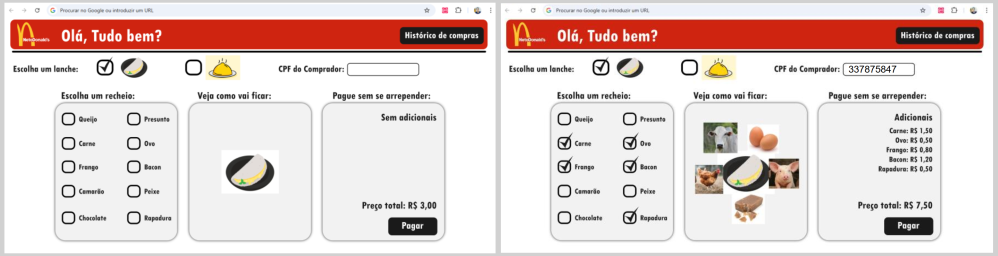 Procurar no Google ou introduzir um URL
Olá, Tudo bem?
Histórico de compras
Escolha um lanche:
CPF do Comprador:
Escolha um recheio:
Veja como vai ficar:
Pague sem se arrepender:
Queijo
Presunto
Carne
Ovo
Frango
Bacon
Camarão
Peixe
Chocolate
Rapadura
Sem adicionais
Preço total: R$ 3,00
Pagar
Procurar no Google ou introduzir um URL
Olá, Tudo bem?
Histórico de compras
Escolha um lanche:
CPF do Comprador: 337875847
Escolha um recheio:
Veja como vai ficar:
Pague sem se arrepender:
Queijo
Presunto
Carne
Ovo
Frango
Bacon
Camarão
Peixe
Chocolate
Rapadura
Adicionais
Carne: R$ 1,50
Ovo: R$ 0,50
Frango: R$ 0,80
Bacon: R$ 1,20
Rapadura: R$ 0,50
Preço total: R$ 7,50
Pagar